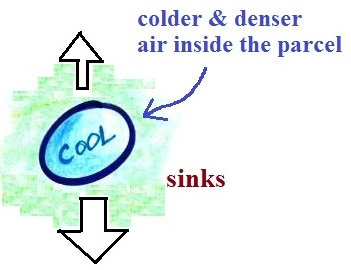 colder & denser
air inside the parcel
COOL
sinks